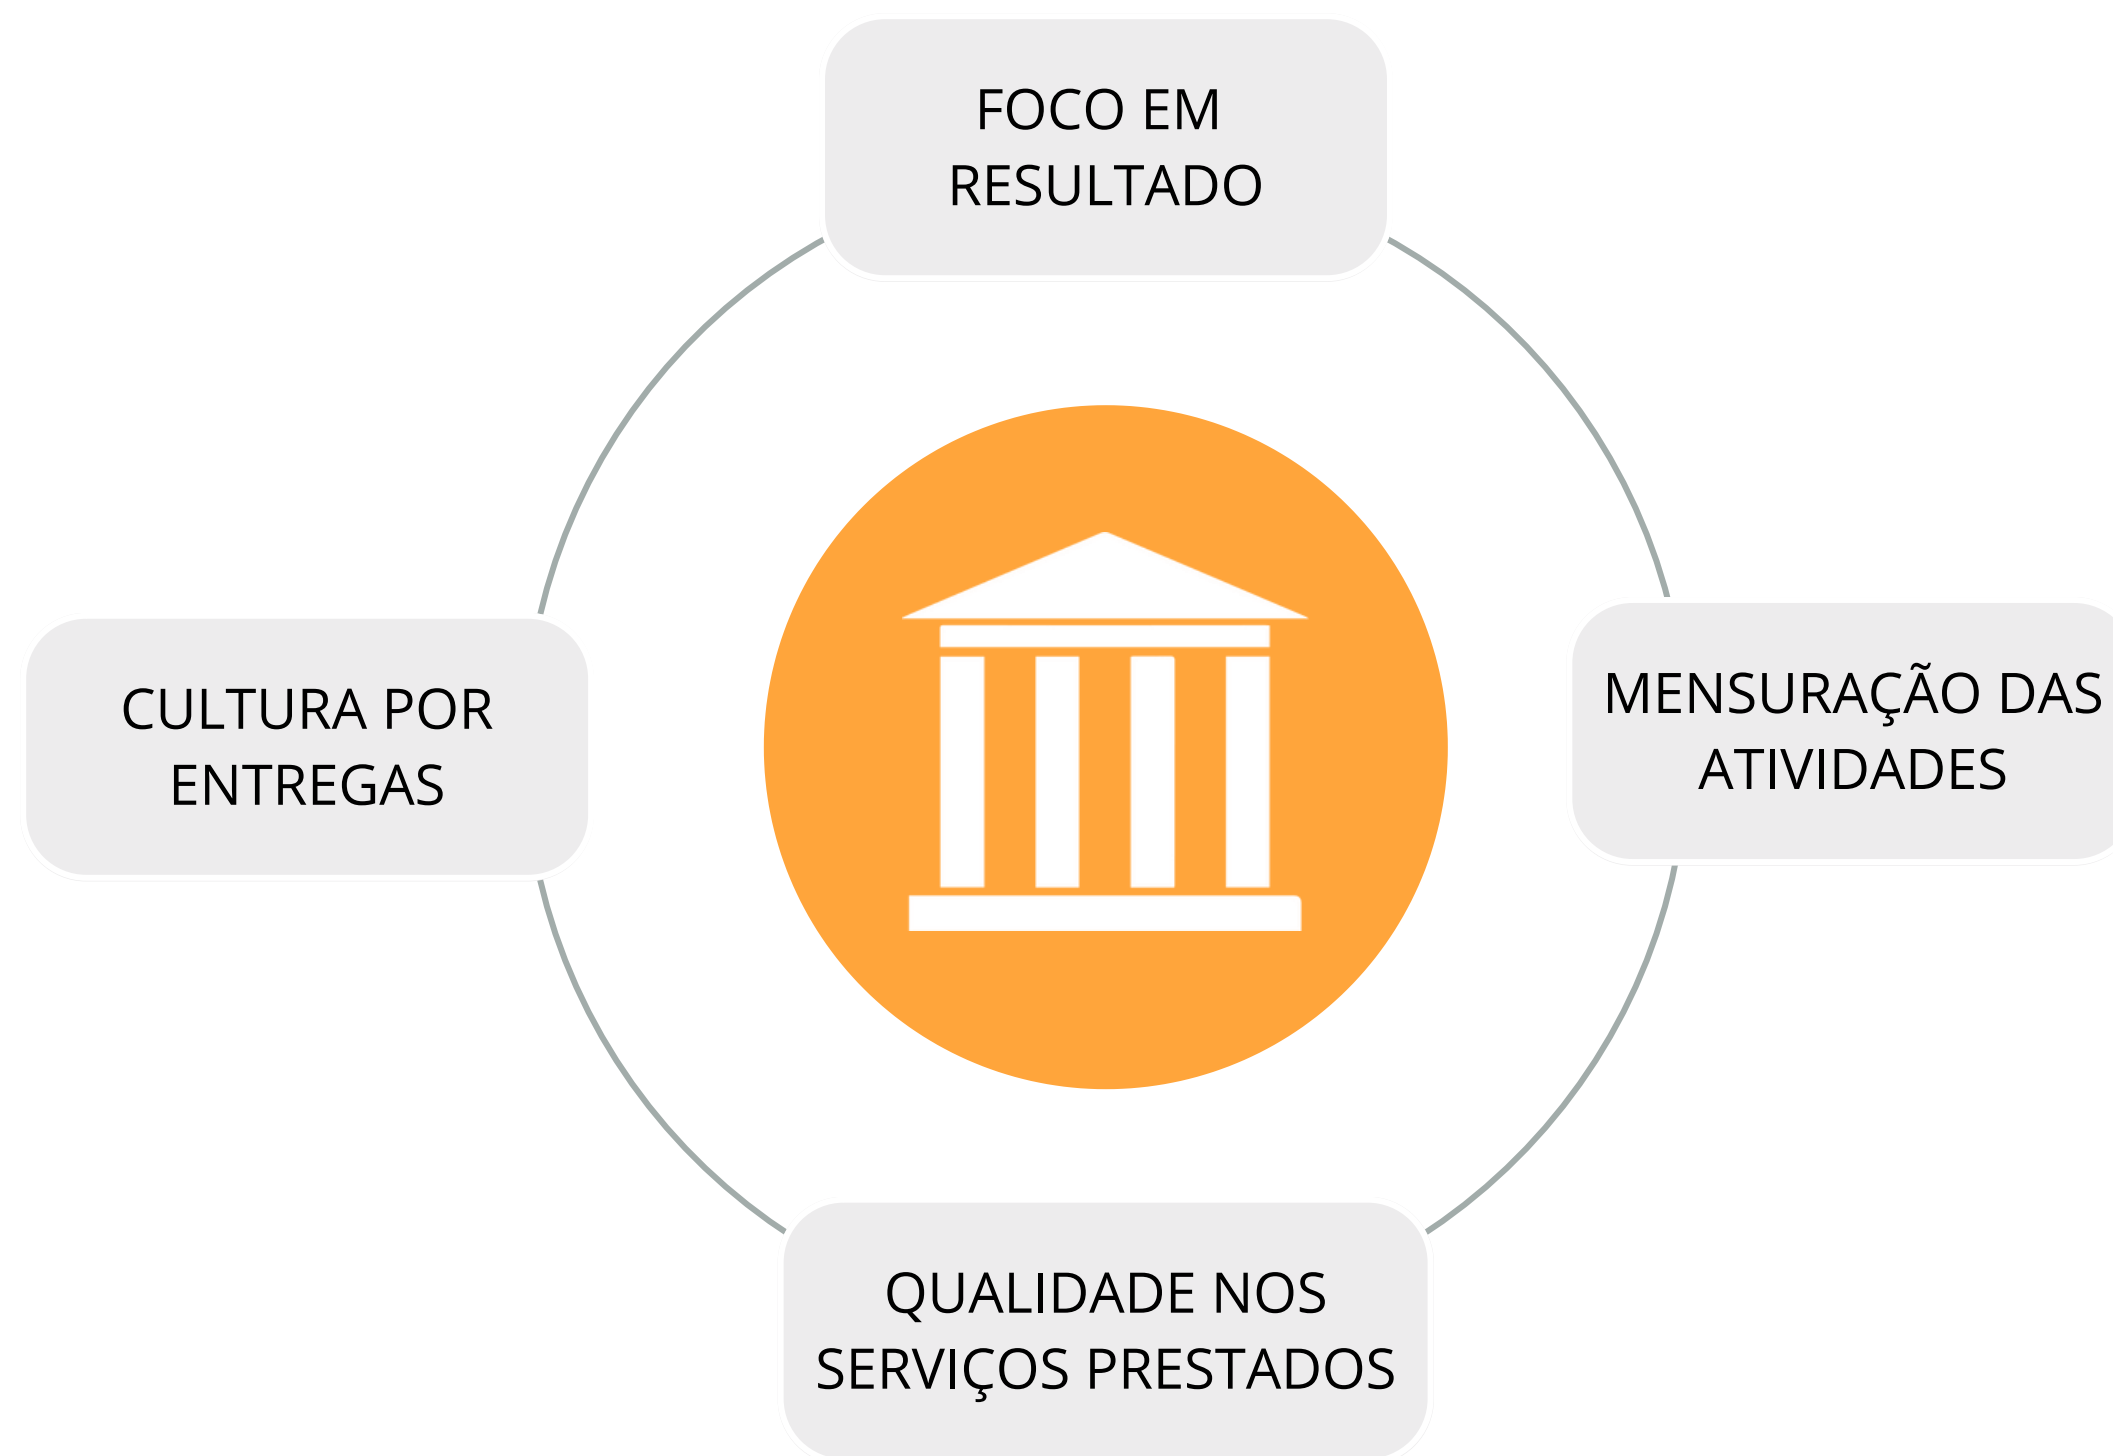 FOCO EM
RESULTADO
CULTURA POR
ENTREGAS
MENSURAÇÃO DAS
ATIVIDADES
QUALIDADE NOS
SERVIÇOS PRESTADOS